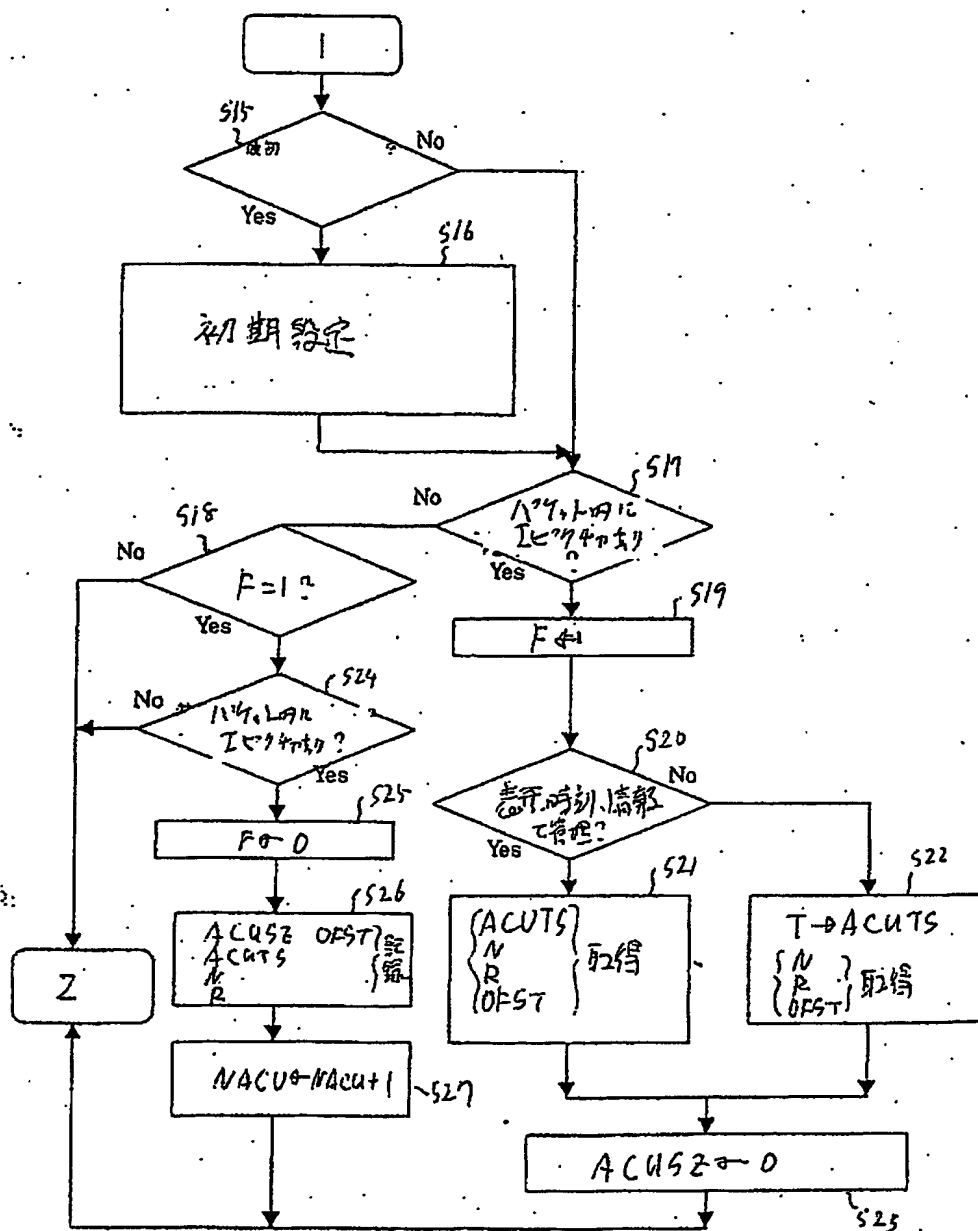 1
S15
最初
No
Yes
S16
初期設定
S17
No
パケット内に
Iピクチャあり
?
Yes
S18
No
F=1?
Yes
S19
F←1
S24
No
パケット内に
Iピクチャあり?
Yes
S20
No
表示時刻情報
で管理?
Yes
S25
F←0
S26
ACUSZ OFST
ACUTS
N
R
記録
S21
ACUTS
N
R
OFST
取得
S22
T→ACUTS
N
R
OFST
取得
Z
NACU←NACU+1
S27
ACUSZ←0